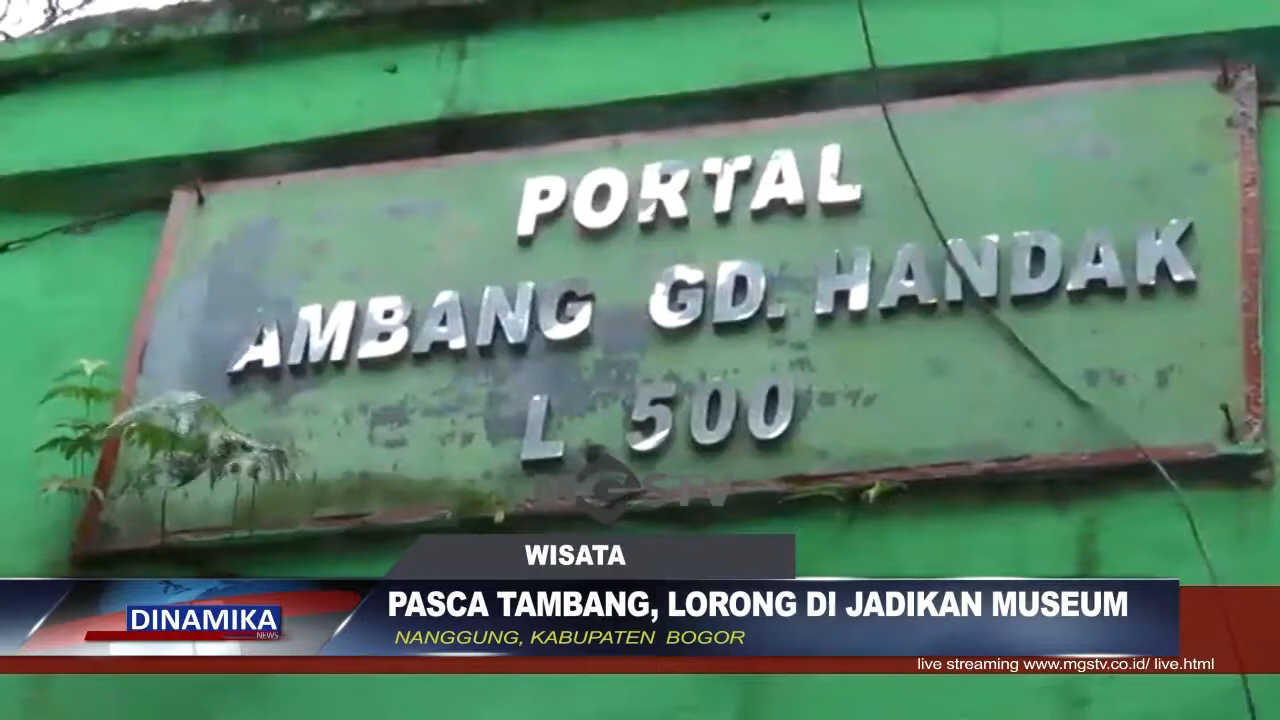 PORTAL
AMBANG GD. HANDAK
L 500
MGSTV
WISATA
PASCA TAMBANG, LORONG DI JADIKAN MUSEUM
DINAMIKA
NEWS
NANGGUNG, KABUPATEN BOGOR
live streaming www.mgstv.co.id/ live.html